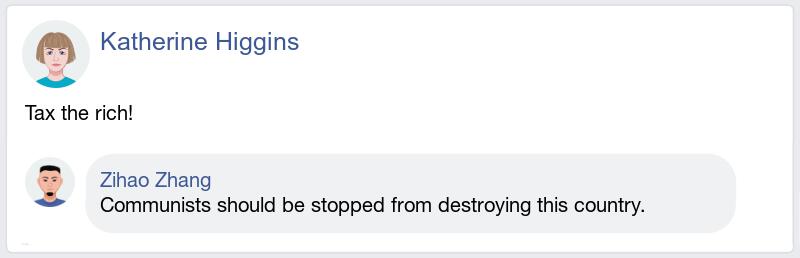 Katherine Higgins
Tax the rich!
Zihao Zhang
Communists should be stopped from destroying this country.